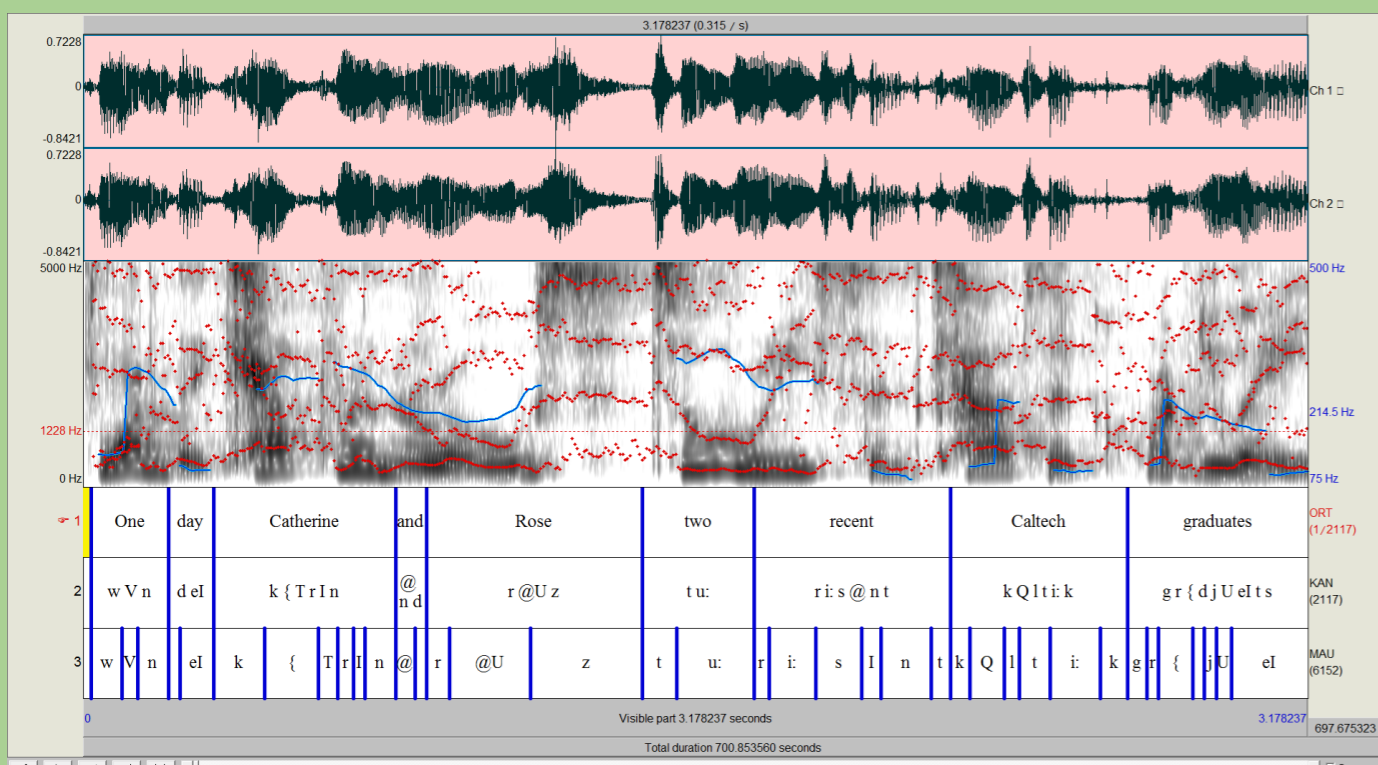 3.178237 (0.315 / s)
0.7228
0
-0.8421
Ch 1
0.7228
0
-0.8421
Ch 2
5000 Hz
500 Hz
1228 Hz
214.5 Hz
0 Hz
75 Hz
1 One day Catherine and Rose two recent Caltech graduates ORT (1/2117)
2 w V n d eI k { T r I n @ n d r @U z t u: r i: s @ n t k Q l t i: k g r { d j U eI t s KAN (2117)
3 w V n eI k { T r I n @ r @U z t u: r i: s I n t k Q l t i: k g r { j U eI MAU (6152)
0 Visible part 3.178237 seconds 3.178237 697.675323
Total duration 700.853560 seconds